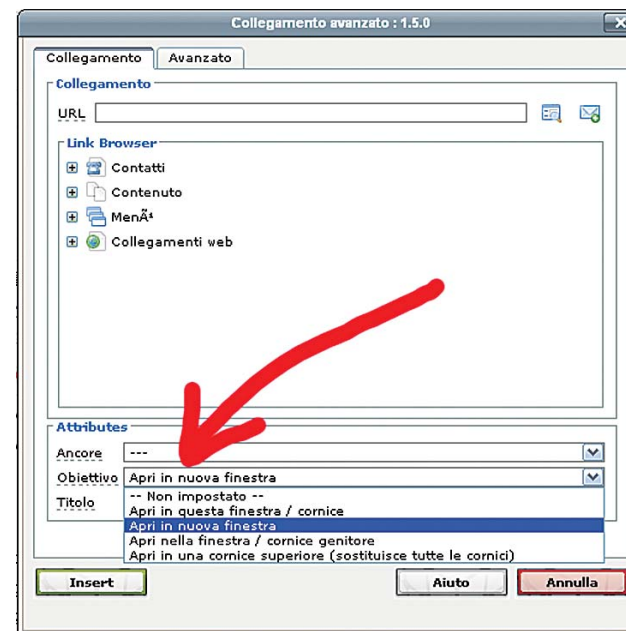 Collegamento avanzato : 1.5.0
Collegamento
Avanzato
Collegamento
URL
Link Browser
Contatti
Contenuto
MenÃ¹
Collegamenti web
Attributes
Ancore
---
Obiettivo
Apri in nuova finestra
Titolo
-- Non impostato --
Apri in questa finestra / cornice
Apri in nuova finestra
Apri nella finestra / cornice genitore
Apri in una cornice superiore (sostituisce tutte le cornici)
Insert
Aiuto
Annulla